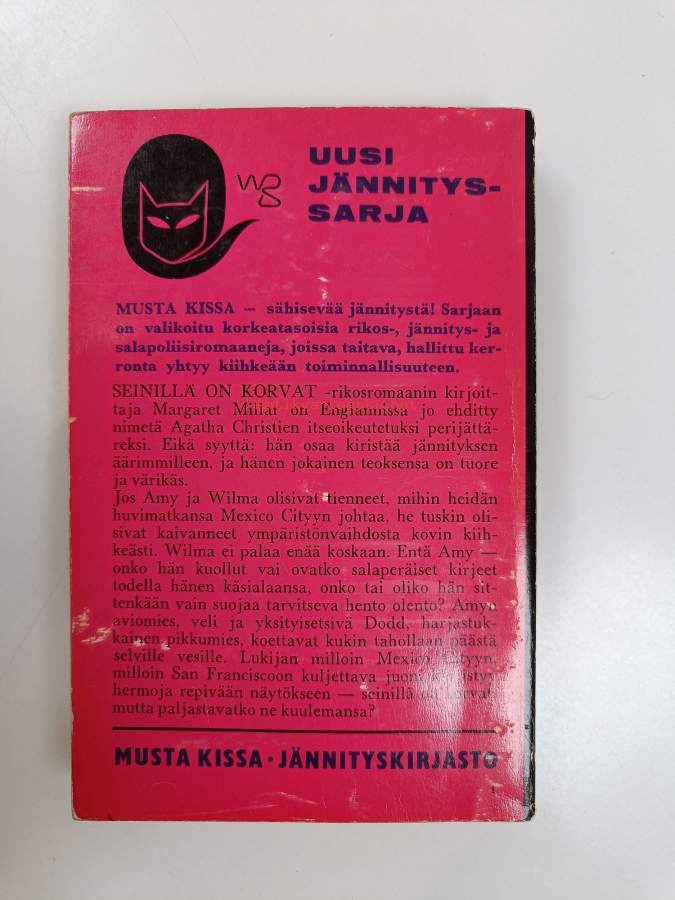 WS
UUSI
JÄNNITYS-
SARJA
MUSTA KISSA — sähisevää jännitystä! Sarjaan
on valikoitu korkeatasoisia rikos-, jännitys- ja
salapoliisiromaaneja, joissa taitava, hallittu ker-
ronta yhtyy kiihkeään toiminnallisuuteen.
SEINILLÄ ON KORVAT -rikosromaanin kirjoit-
taja Margaret Millar on Englannissa jo ehditty
nimetä Agatha Christien itseoikeutetuksi perijättä-
reksi. Eikä syyttä: hän osaa kiristää jännityksen
äärimmilleen, ja hänen jokainen teoksensa on tuore
ja värikäs.
Jos Amy ja Wilma olisivat tienneet, mihin heidän
huvimatkansa Mexico Cityyn johtaa, he tuskin oli-
sivat kaivanneet ympäristönvaihdosta kovin kiih-
keästi. Wilma ei palaa enää koskaan. Entä Amy —
onko hän kuollut vai ovatko salaperäiset kirjeet
todella hänen käsialaansa, onko tai oliko hän sit-
tenkään vain suojaa tarvitseva hento olento? Amyn
aviomies, veli ja yksityisetsivä Dodd, harjastuk-
kainen pikkumies, koettavat kukin tahollaan päästä
selville vesille. Lukijan milloin Mexico Cityyn,
milloin San Franciscoon kuljettava juoni kiristyy
hermoja repivään näytökseen — seinillä on korvat,
mutta paljastavatko ne kuulemansa?
MUSTA KISSA · JÄNNITYSKIRJASTO
1